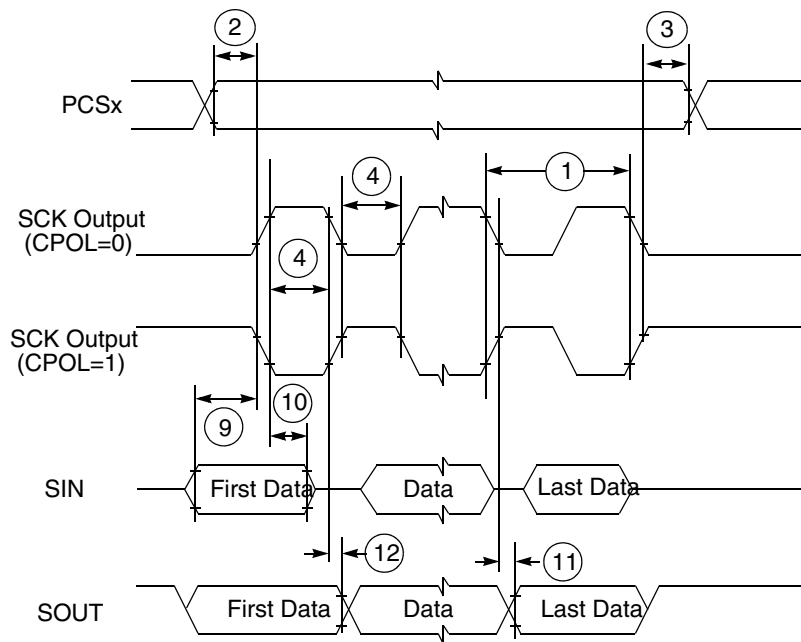 2
3
PCSx
4
1
SCK Output
(CPOL=0)
4
SCK Output
(CPOL=1)
9
10
SIN
First Data
Data
Last Data
12
11
SOUT
First Data
Data
Last Data